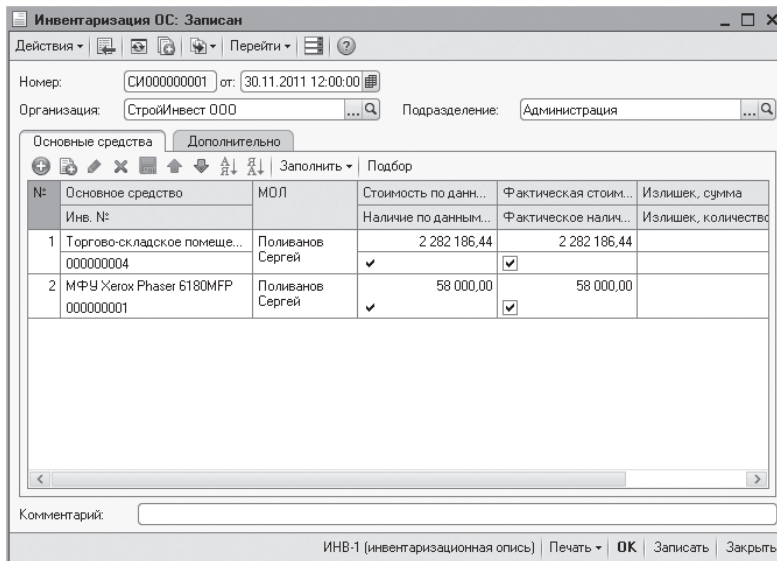 Инвентаризация ОС: Записан
Действия Перейти
Номер: СИ000000001 от: 30.11.2011 12:00:00
Организация: СтройИнвест ООО ... Подразделение: Администрация ...
Основные средства Дополнительно
Заполнить Подбор
№ Основное средство МОЛ Стоимость по данн... Фактическая стоим... Излишек, сумма
Инв. № Наличие по данным... Фактическое налич... Излишек, количество
1 Торгово-складское помеще... Поливанов Сергей 2 282 186,44 2 282 186,44
000000004
2 МФУ Xerox Phaser 6180MFP Поливанов Сергей 58 000,00 58 000,00
000000001
Комментарий:
ИНВ-1 (инвентаризационная опись) Печать OK Записать Закрыть